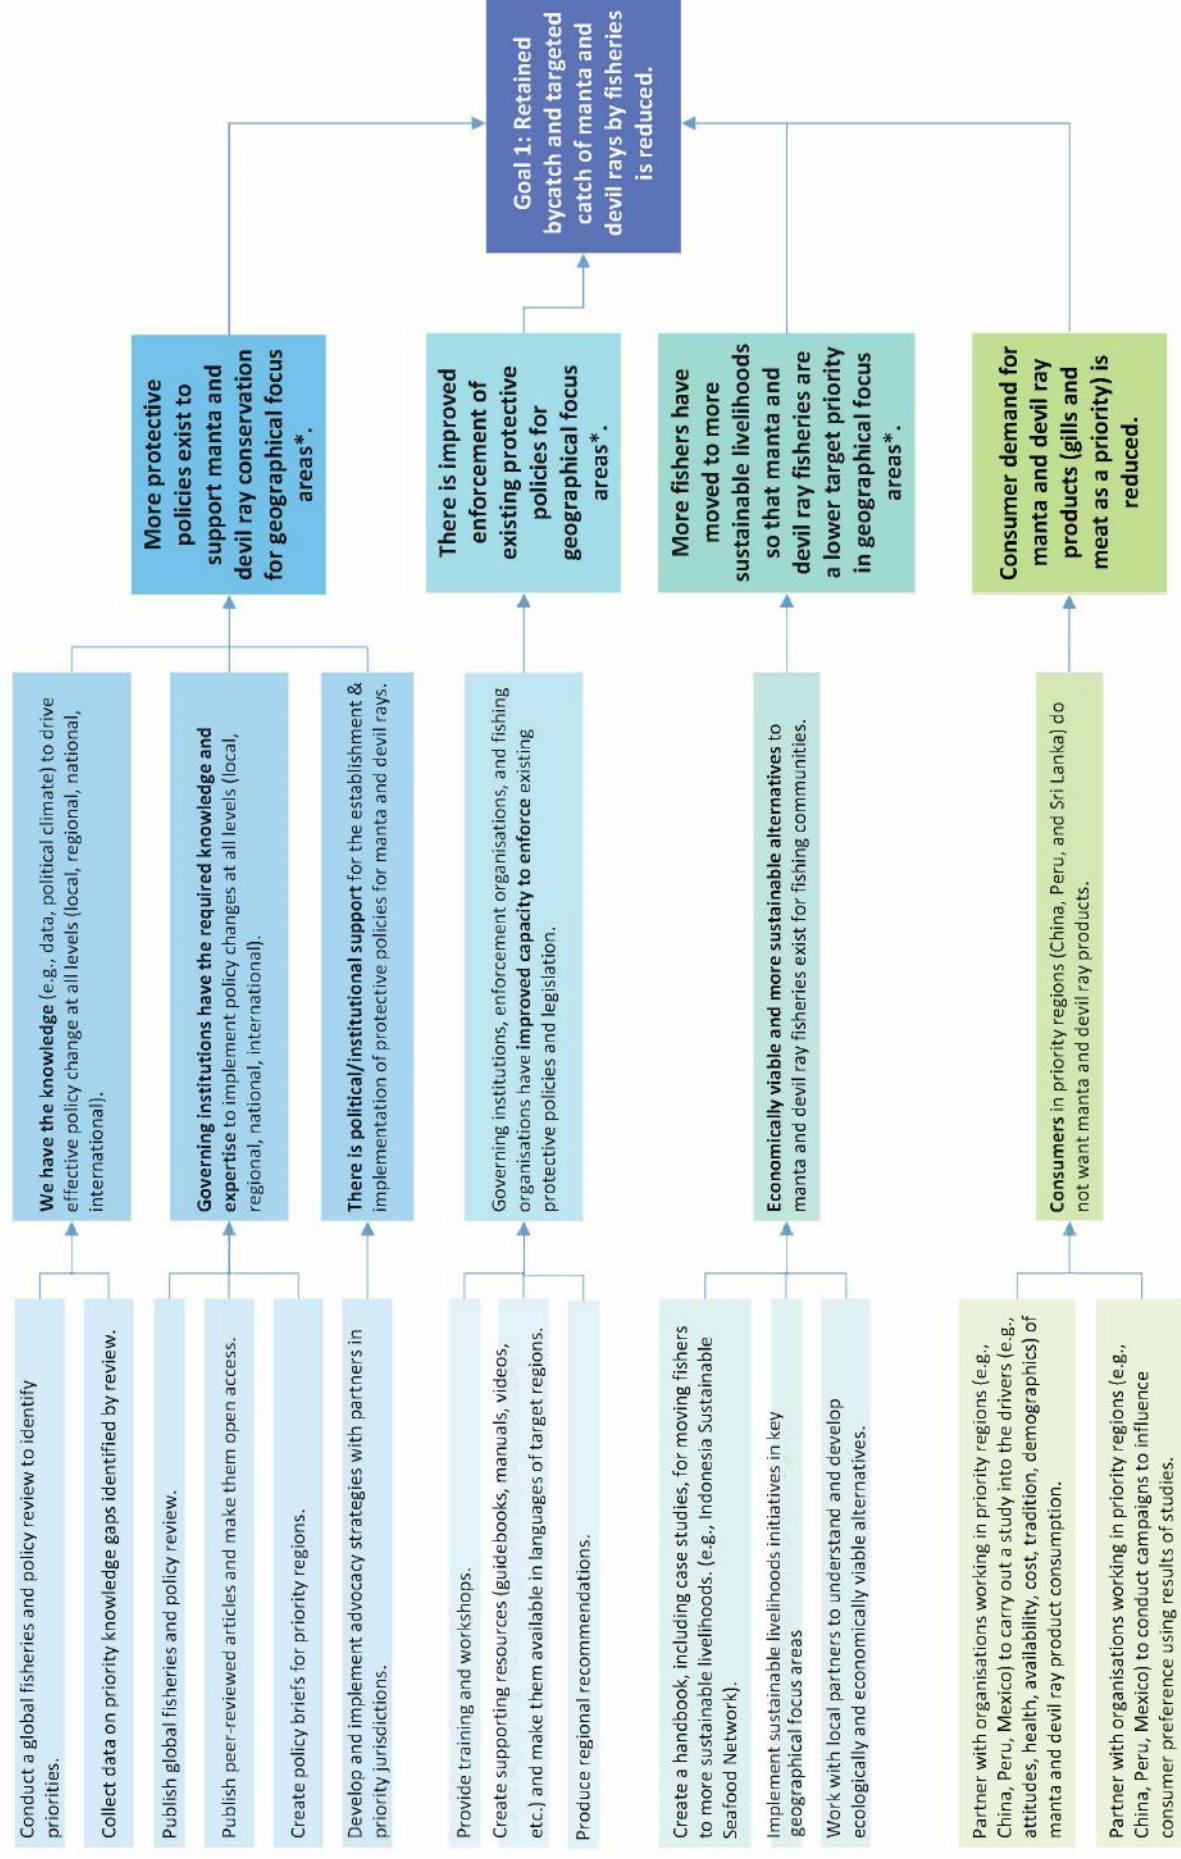 Conduct a global fisheries and policy review to identify
priorities.
Collect data on priority knowledge gaps identified by review.
Publish global fisheries and policy review.
Publish peer-reviewed articles and make them open access.
Create policy briefs for priority regions.
Develop and implement advocacy strategies with partners in
priority jurisdictions.
Provide training and workshops.
Create supporting resources (guidebooks, manuals, videos,
etc.) and make them available in languages of target regions.
Produce regional recommendations.
Create a handbook, including case studies, for moving fishers
to more sustainable livelihoods. (e.g., Indonesia Sustainable
Seafood Network).
Implement sustainable livelihoods initiatives in key
geographical focus areas
Work with local partners to understand and develop
ecologically and economically viable alternatives.
Partner with organisations working in priority regions (e.g.,
China, Peru, Mexico) to carry out a study into the drivers (e.g.,
attitudes, health, availability, cost, tradition, demographics) of
manta and devil ray product consumption.
Partner with organisations working in priority regions (e.g.,
China, Peru, Mexico) to conduct campaigns to influence
consumer preference using results of studies.
We have the knowledge (e.g., data, political climate) to drive
effective policy change at all levels (local, regional, national,
international).
Governing institutions have the required knowledge and
expertise to implement policy changes at all levels (local,
regional, national, international).
There is political/institutional support for the establishment &
implementation of protective policies for manta and devil rays.
Governing institutions, enforcement organisations, and fishing
organisations have improved capacity to enforce existing
protective policies and legislation.
Economically viable and more sustainable alternatives to
manta and devil ray fisheries exist for fishing communities.
Consumers in priority regions (China, Peru, and Sri Lanka) do
not want manta and devil ray products.
More protective
policies exist to
support manta and
devil ray conservation
for geographical focus
areas*.
There is improved
enforcement of
existing protective
policies for
geographical focus
areas*.
More fishers have
moved to more
sustainable livelihoods
so that manta and
devil ray fisheries are
a lower target priority
in geographical focus
areas*.
Consumer demand for
manta and devil ray
products (gills and
meat as a priority) is
reduced.
Goal 1: Retained
bycatch and targeted
catch of manta and
devil rays by fisheries
is reduced.